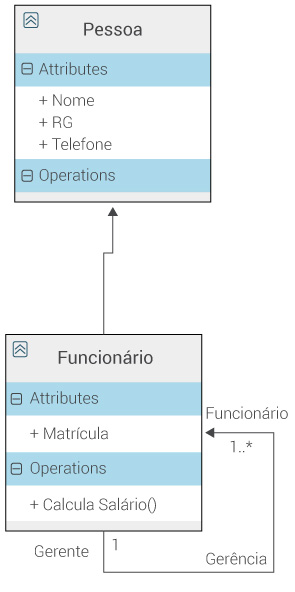 Pessoa
Attributes
+ Nome
+ RG
+ Telefone
Operations
Funcionário
Attributes
+ Matrícula
Operations
+ Calcula Salário()
Funcionário
1..*
Gerente
1
Gerência